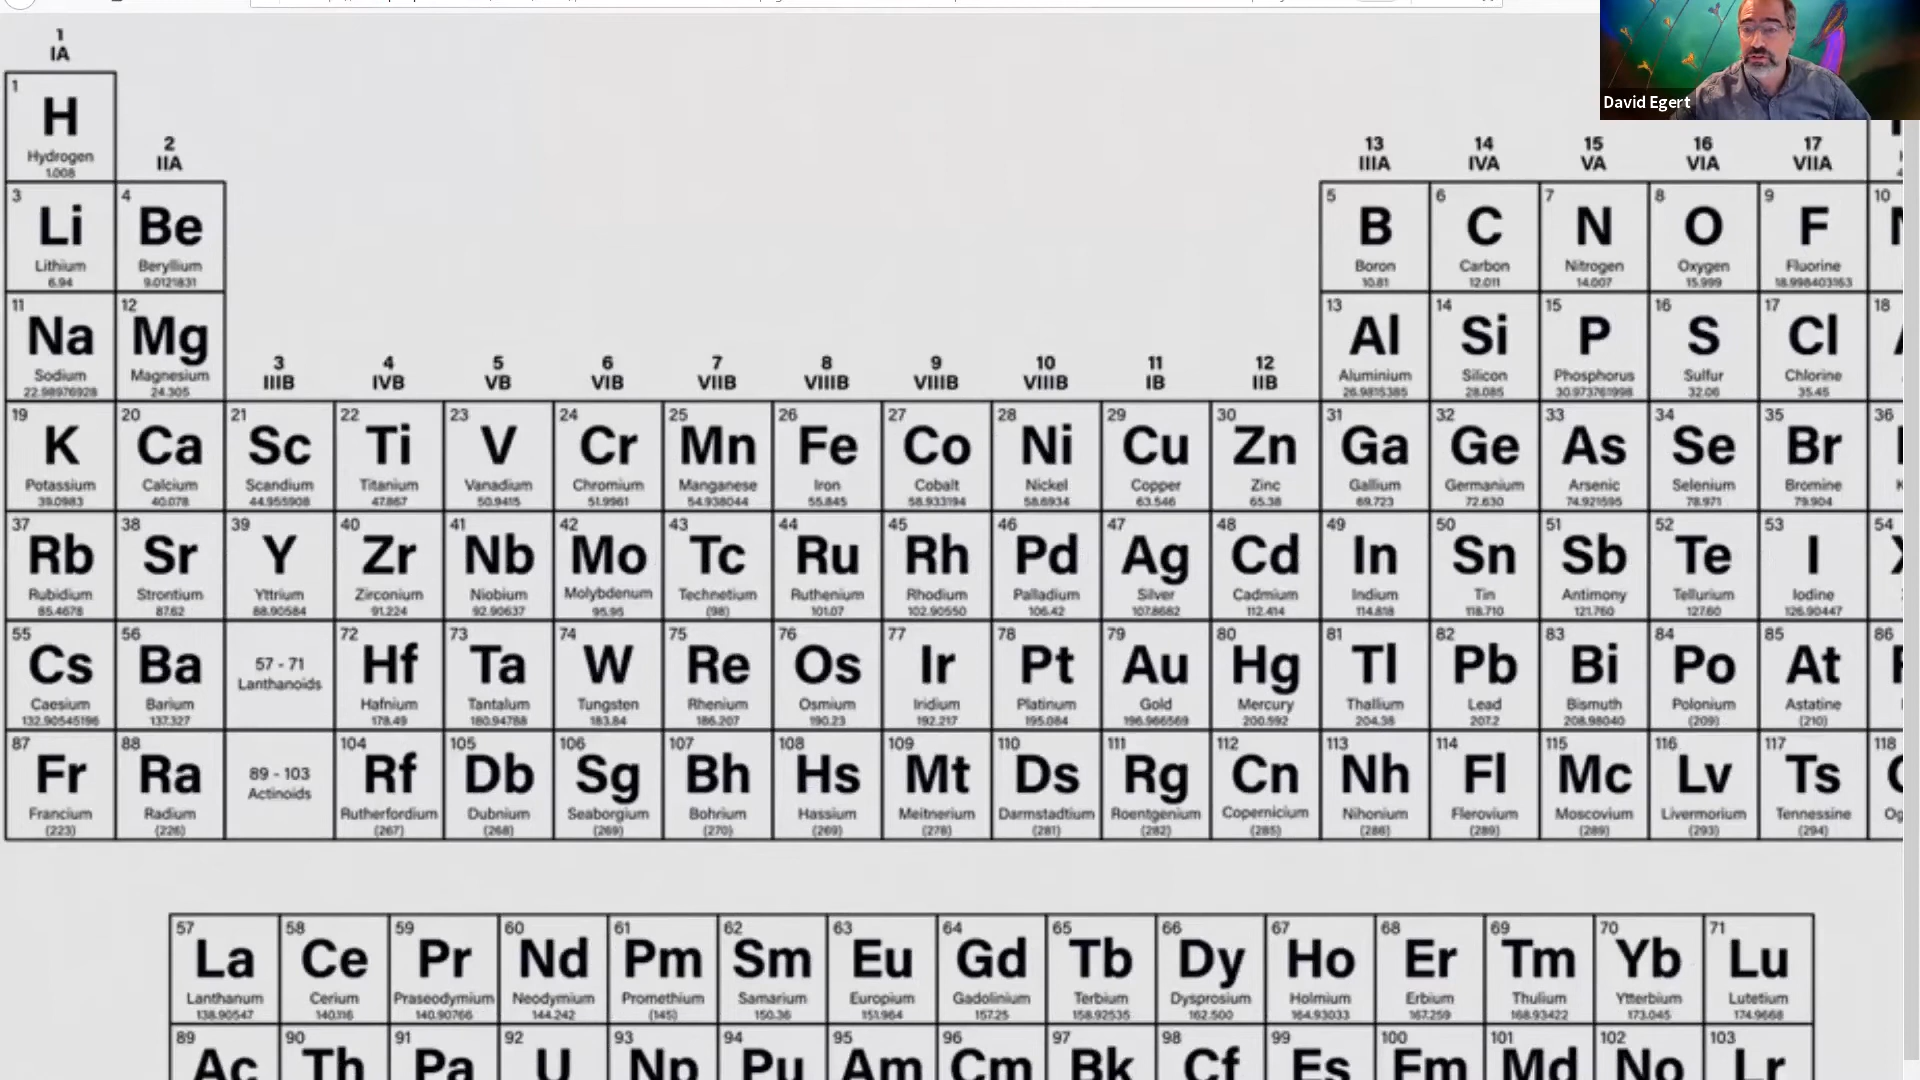 David Egert
1
IA
1
H
Hydrogen
1.008
2
IIA
13 14 15 16 17
IIIA IVA VA VIA VIIA
3 4 5 6 7 8 9 10
Li Be B C N O F
Lithium Beryllium Boron Carbon Nitrogen Oxygen Fluorine
6.94 9.0121831 10.81 12.011 14.007 15.999 18.998403163
11 12 13 14 15 16 17 18
Na Mg Al Si P S Cl
Sodium Magnesium Aluminium Silicon Phosphorus Sulfur Chlorine
22.98976928 24.305 26.9815385 28.085 30.973761998 32.06 35.45
3 4 5 6 7 8 9 10 11 12
IIIB IVB VB VIB VIIB VIIIB VIIIB VIIIB IB IIB
19 20 21 22 23 24 25 26 27 28 29 30 31 32 33 34 35 36
K Ca Sc Ti V Cr Mn Fe Co Ni Cu Zn Ga Ge As Se Br
Potassium Calcium Scandium Titanium Vanadium Chromium Manganese Iron Cobalt Nickel Copper Zinc Gallium Germanium Arsenic Selenium Bromine
39.0983 40.078 44.955908 47.867 50.9415 51.9961 54.938044 55.845 58.933194 58.6934 63.546 65.38 69.723 72.630 74.921595 78.971 79.904
37 38 39 40 41 42 43 44 45 46 47 48 49 50 51 52 53 54
Rb Sr Y Zr Nb Mo Tc Ru Rh Pd Ag Cd In Sn Sb Te I
Rubidium Strontium Yttrium Zirconium Niobium Molybdenum Technetium Ruthenium Rhodium Palladium Silver Cadmium Indium Tin Antimony Tellurium Iodine
85.4678 87.62 88.90584 91.224 92.90637 95.95 (98) 101.07 102.90550 106.42 107.8682 112.414 114.818 118.710 121.760 127.60 126.90447
55 56 72 73 74 75 76 77 78 79 80 81 82 83 84 85 86
Cs Ba 57 - 71 Hf Ta W Re Os Ir Pt Au Hg Tl Pb Bi Po At
Lanthanoids
Caesium Barium Hafnium Tantalum Tungsten Rhenium Osmium Iridium Platinum Gold Mercury Thallium Lead Bismuth Polonium Astatine
132.90545196 137.327 178.49 180.94788 183.84 186.207 190.23 192.217 195.084 196.966569 200.592 204.38 207.2 208.98040 (209) (210)
87 88 104 105 106 107 108 109 110 111 112 113 114 115 116 117 118
Fr Ra 89 - 103 Rf Db Sg Bh Hs Mt Ds Rg Cn Nh Fl Mc Lv Ts
Actinoids
Francium Radium Rutherfordium Dubnium Seaborgium Bohrium Hassium Meitnerium Darmstadtium Roentgenium Copernicium Nihonium Flerovium Moscovium Livermorium Tennessine Og
(223) (226) (267) (268) (269) (270) (269) (278) (281) (282) (285) (286) (289) (289) (293) (294)
57 58 59 60 61 62 63 64 65 66 67 68 69 70 71
La Ce Pr Nd Pm Sm Eu Gd Tb Dy Ho Er Tm Yb Lu
Lanthanum Cerium Praseodymium Neodymium Promethium Samarium Europium Gadolinium Terbium Dysprosium Holmium Erbium Thulium Ytterbium Lutetium
138.90547 140.116 140.90766 144.242 (145) 150.36 151.964 157.25 158.92535 162.500 164.93033 167.259 168.93422 173.045 174.9668
89 90 91 92 93 94 95 96 97 98 99 100 101 102 103
Ac Th Pa U Np Pu Am Cm Bk Cf Es Fm Md No Lr